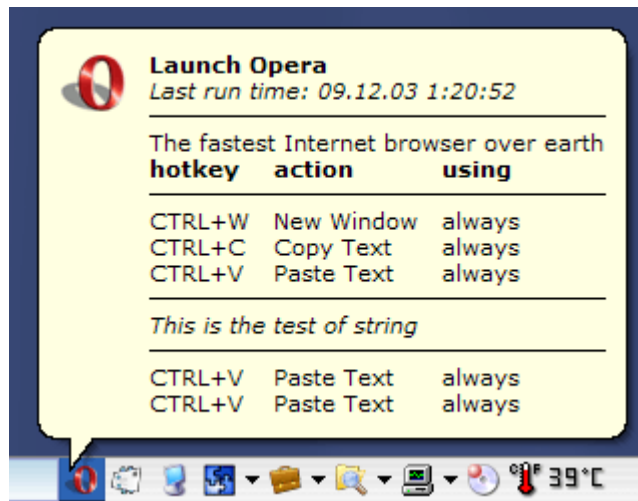 Launch Opera
Last run time: 09.12.03 1:20:52
The fastest Internet browser over earth
hotkey action using
CTRL+W New Window always
CTRL+C Copy Text always
CTRL+V Paste Text always
This is the test of string
CTRL+V Paste Text always
CTRL+V Paste Text always
39°C